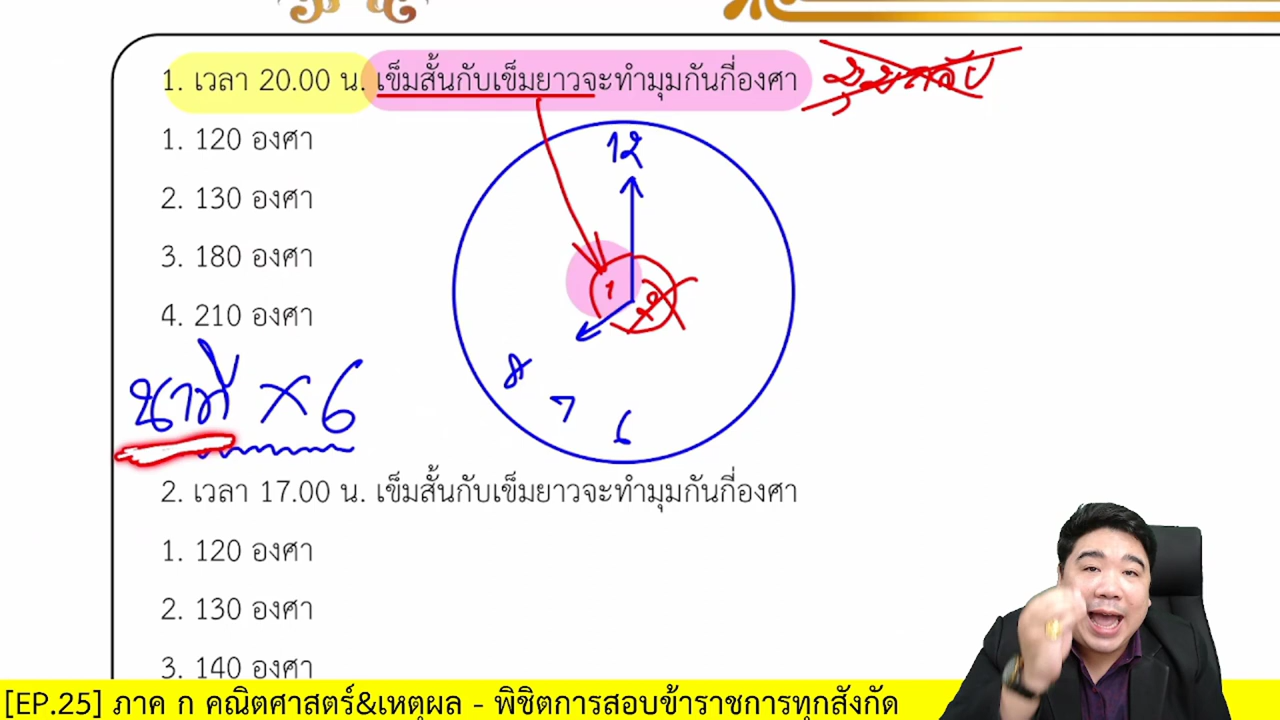 1. เวลา 20.00 น. เข็มสั้นกับเข็มยาวจะทำมุมกันกี่องศา
1. 120 องศา
2. 130 องศา
3. 180 องศา
4. 210 องศา
12
1
8
7
6
นาที × 6
2. เวลา 17.00 น. เข็มสั้นกับเข็มยาวจะทำมุมกันกี่องศา
1. 120 องศา
2. 130 องศา
3. 140 องศา
[EP.25] ภาค ก คณิตศาสตร์&เหตุผล - พิชิตการสอบข้าราชการทุกสังกัด